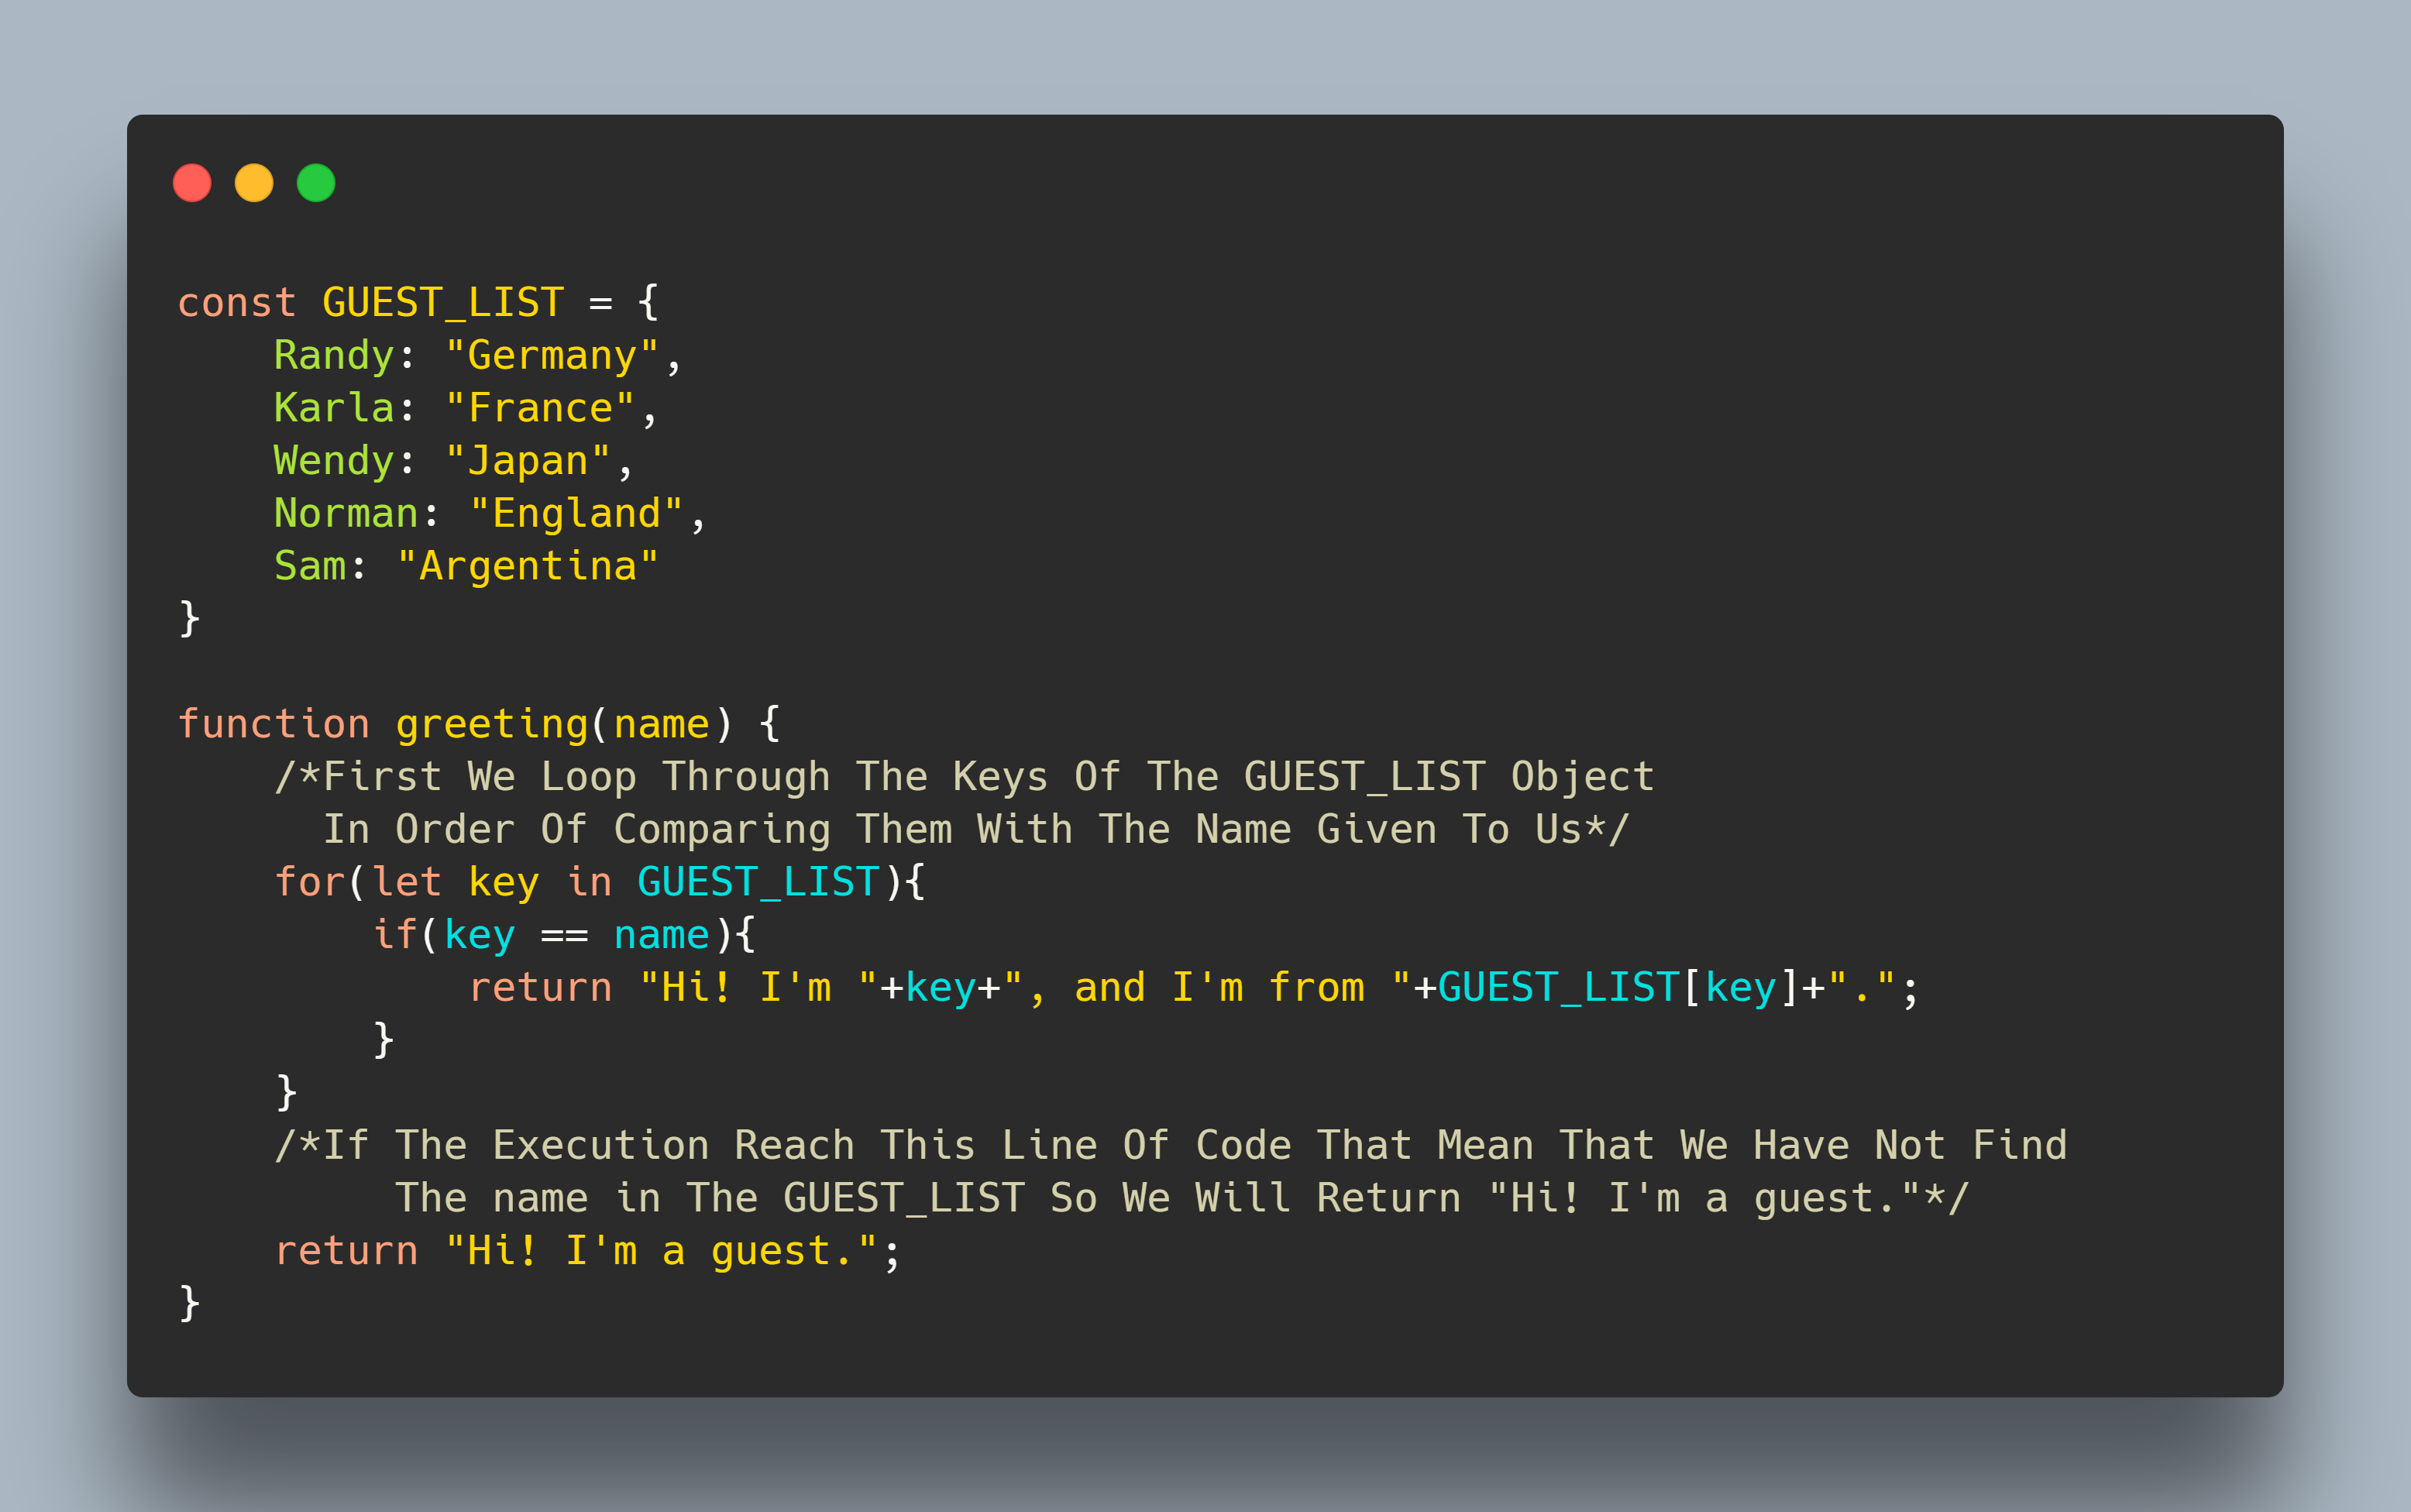 const GUEST_LIST = {
    Randy: "Germany",
    Karla: "France",
    Wendy: "Japan",
    Norman: "England",
    Sam: "Argentina"
}

function greeting(name) {
    /*First We Loop Through The Keys Of The GUEST_LIST Object
      In Order Of Comparing Them With The Name Given To Us*/
    for(let key in GUEST_LIST){
        if(key == name){
            return "Hi! I'm "+key+", and I'm from "+GUEST_LIST[key]+".";
        }
    }
    /*If The Execution Reach This Line Of Code That Mean That We Have Not Find
         The name in The GUEST_LIST So We Will Return "Hi! I'm a guest."*/
    return "Hi! I'm a guest.";
}